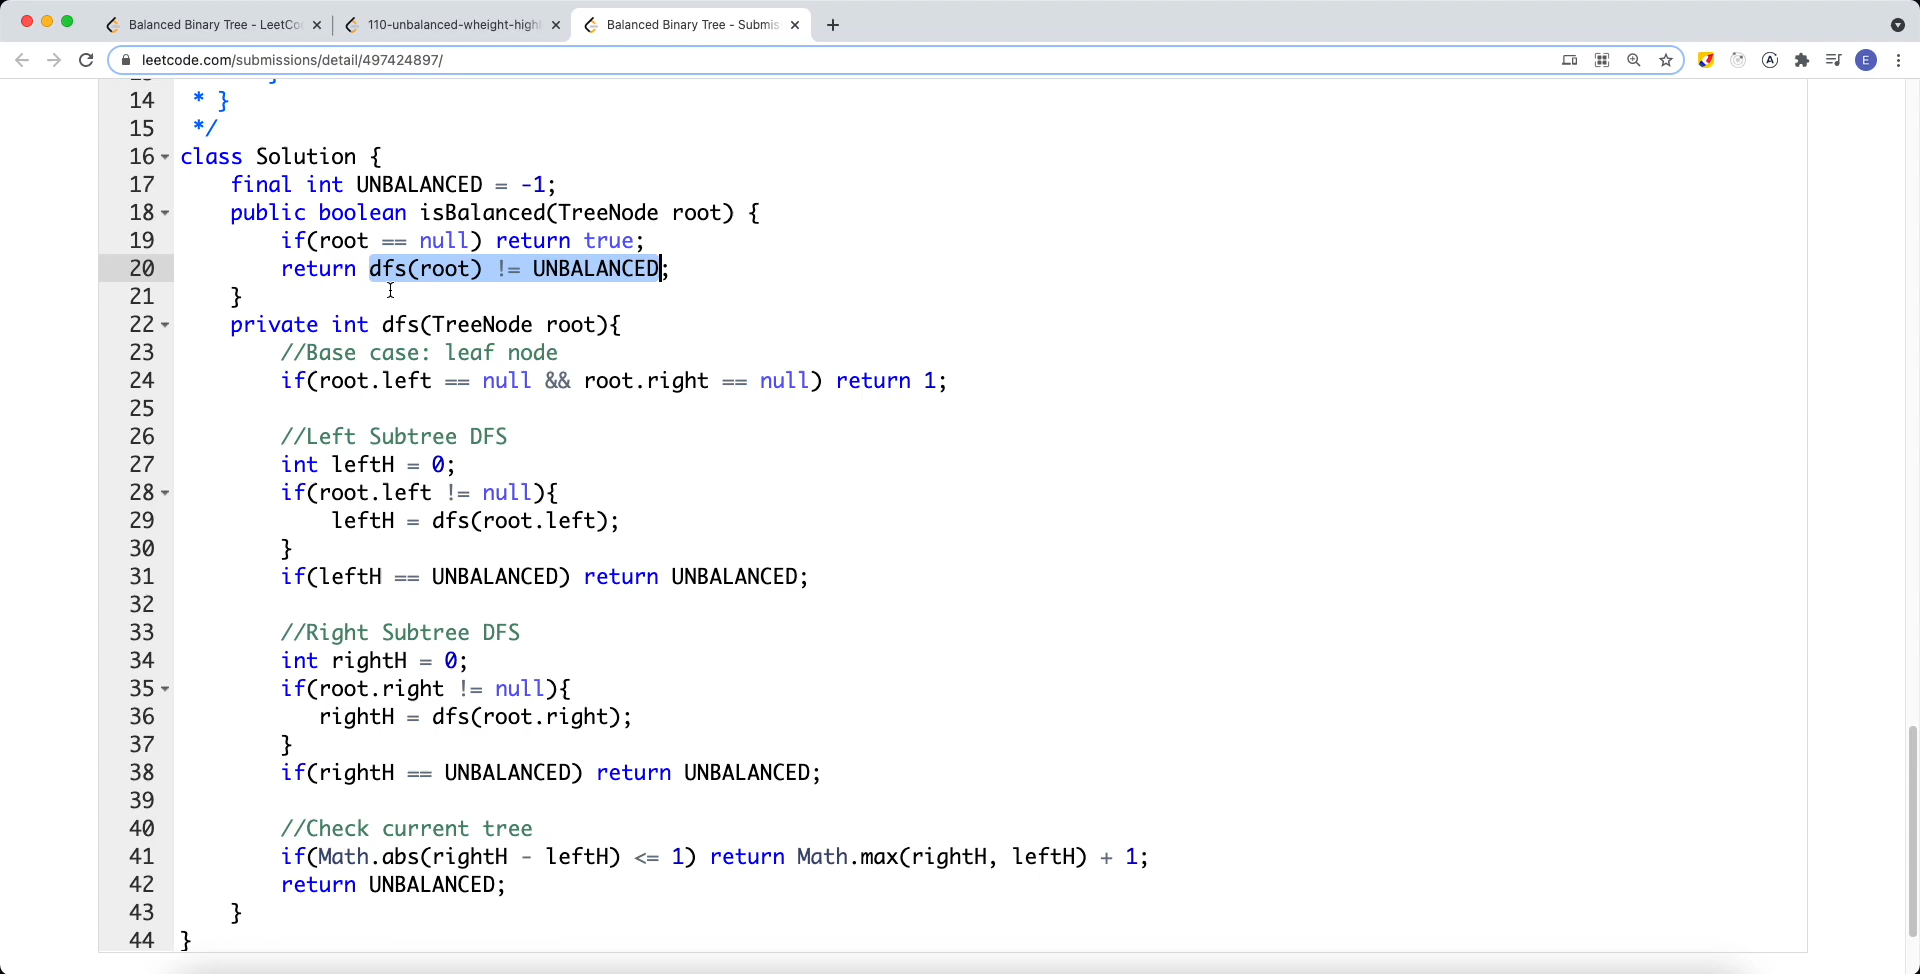 Balanced Binary Tree - LeetCo
110-unbalanced-wheight-highl
Balanced Binary Tree - Submis
leetcode.com/submissions/detail/497424897/
E
14 * }
15 */
16 class Solution {
17 final int UNBALANCED = -1;
18 public boolean isBalanced(TreeNode root) {
19 if(root == null) return true;
20 return dfs(root) != UNBALANCED;
21 }
22 private int dfs(TreeNode root){
23 //Base case: leaf node
24 if(root.left == null && root.right == null) return 1;
25
26 //Left Subtree DFS
27 int leftH = 0;
28 if(root.left != null){
29 leftH = dfs(root.left);
30 }
31 if(leftH == UNBALANCED) return UNBALANCED;
32
33 //Right Subtree DFS
34 int rightH = 0;
35 if(root.right != null){
36 rightH = dfs(root.right);
37 }
38 if(rightH == UNBALANCED) return UNBALANCED;
39
40 //Check current tree
41 if(Math.abs(rightH - leftH) <= 1) return Math.max(rightH, leftH) + 1;
42 return UNBALANCED;
43 }
44 }